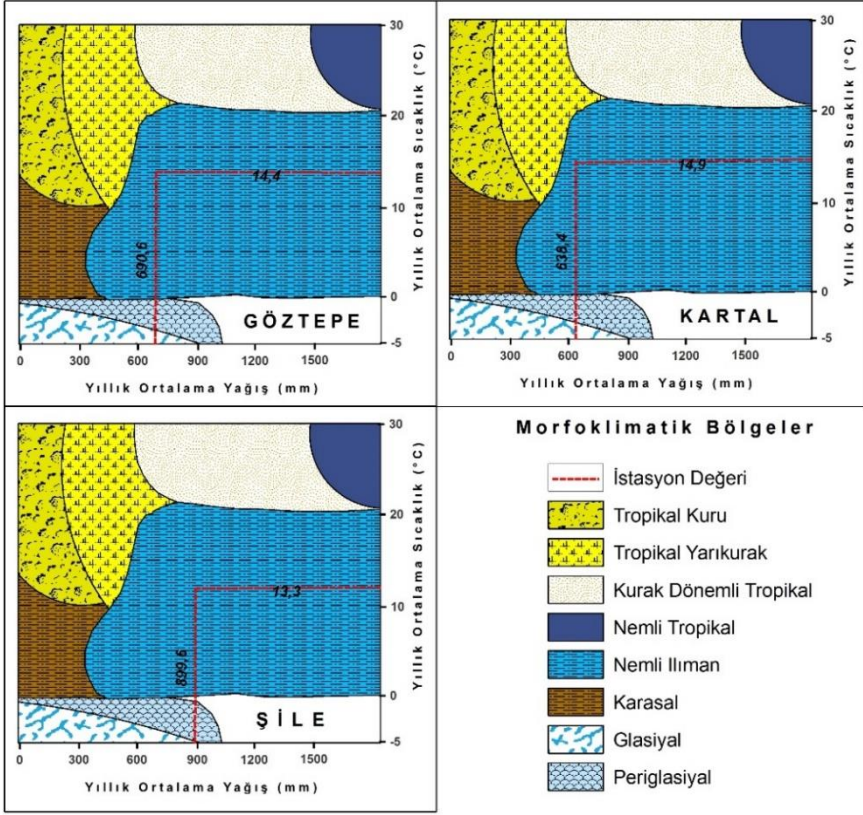 30
20
10
0
-5
Yıllık Ortalama Sıcaklık (°C)
14,4
690,6
GÖZTEPE
0 300 600 900 1200 1500
Yıllık Ortalama Yağış (mm)
30
20
10
0
-5
Yıllık Ortalama Sıcaklık (°C)
14,9
638,4
KARTAL
0 300 600 900 1200 1500
Yıllık Ortalama Yağış (mm)
30
20
10
0
-5
Yıllık Ortalama Sıcaklık (°C)
13,3
899,6
ŞİLE
0 300 600 900 1200 1500
Yıllık Ortalama Yağış (mm)
Morfoklimatik Bölgeler
İstasyon Değeri
Tropikal Kuru
Tropikal Yarıkurak
Kurak Dönemli Tropikal
Nemli Tropikal
Nemli Ilıman
Karasal
Glasiyal
Periglasiyal